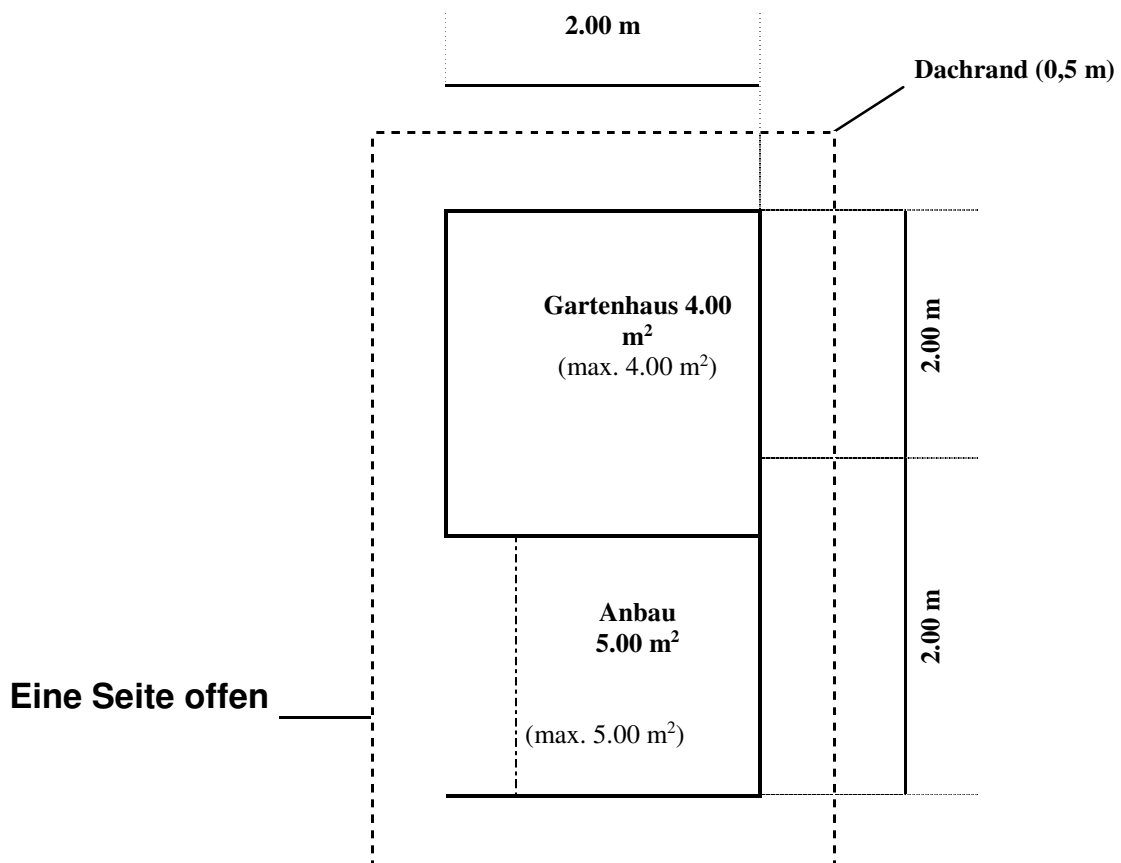 2.00 m
Dachrand (0,5 m)
Gartenhaus 4.00
m²
(max. 4.00 m²)
2.00 m
Anbau
5.00 m²
2.00 m
Eine Seite offen
(max. 5.00 m²)